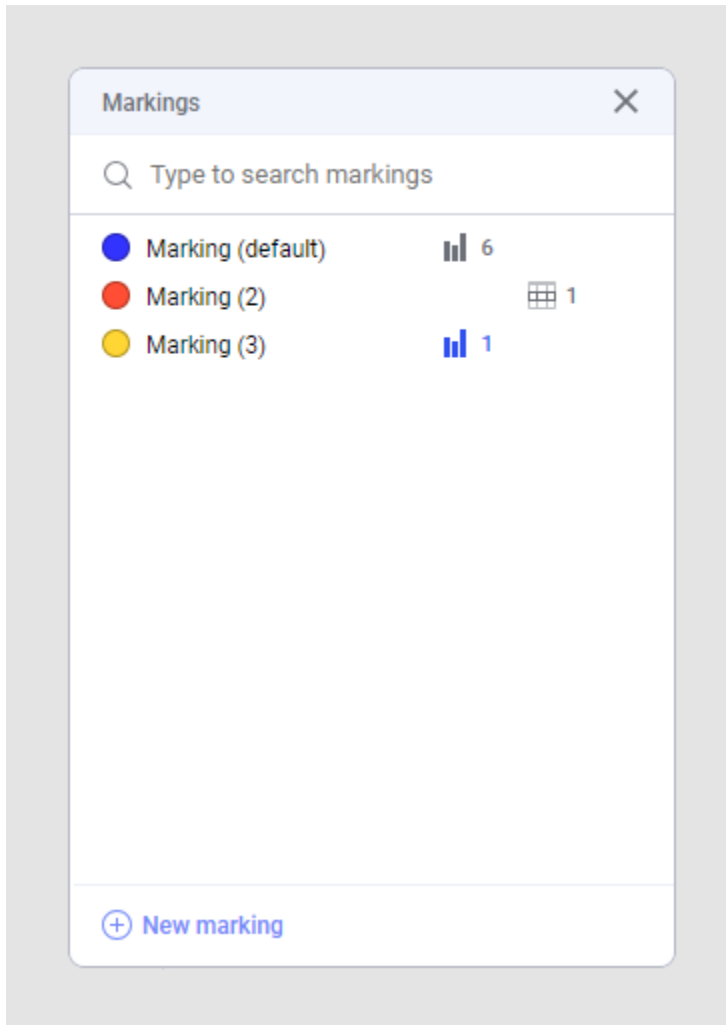 Markings
Type to search markings
Marking (default) 6
Marking (2) 1
Marking (3) 1
New marking